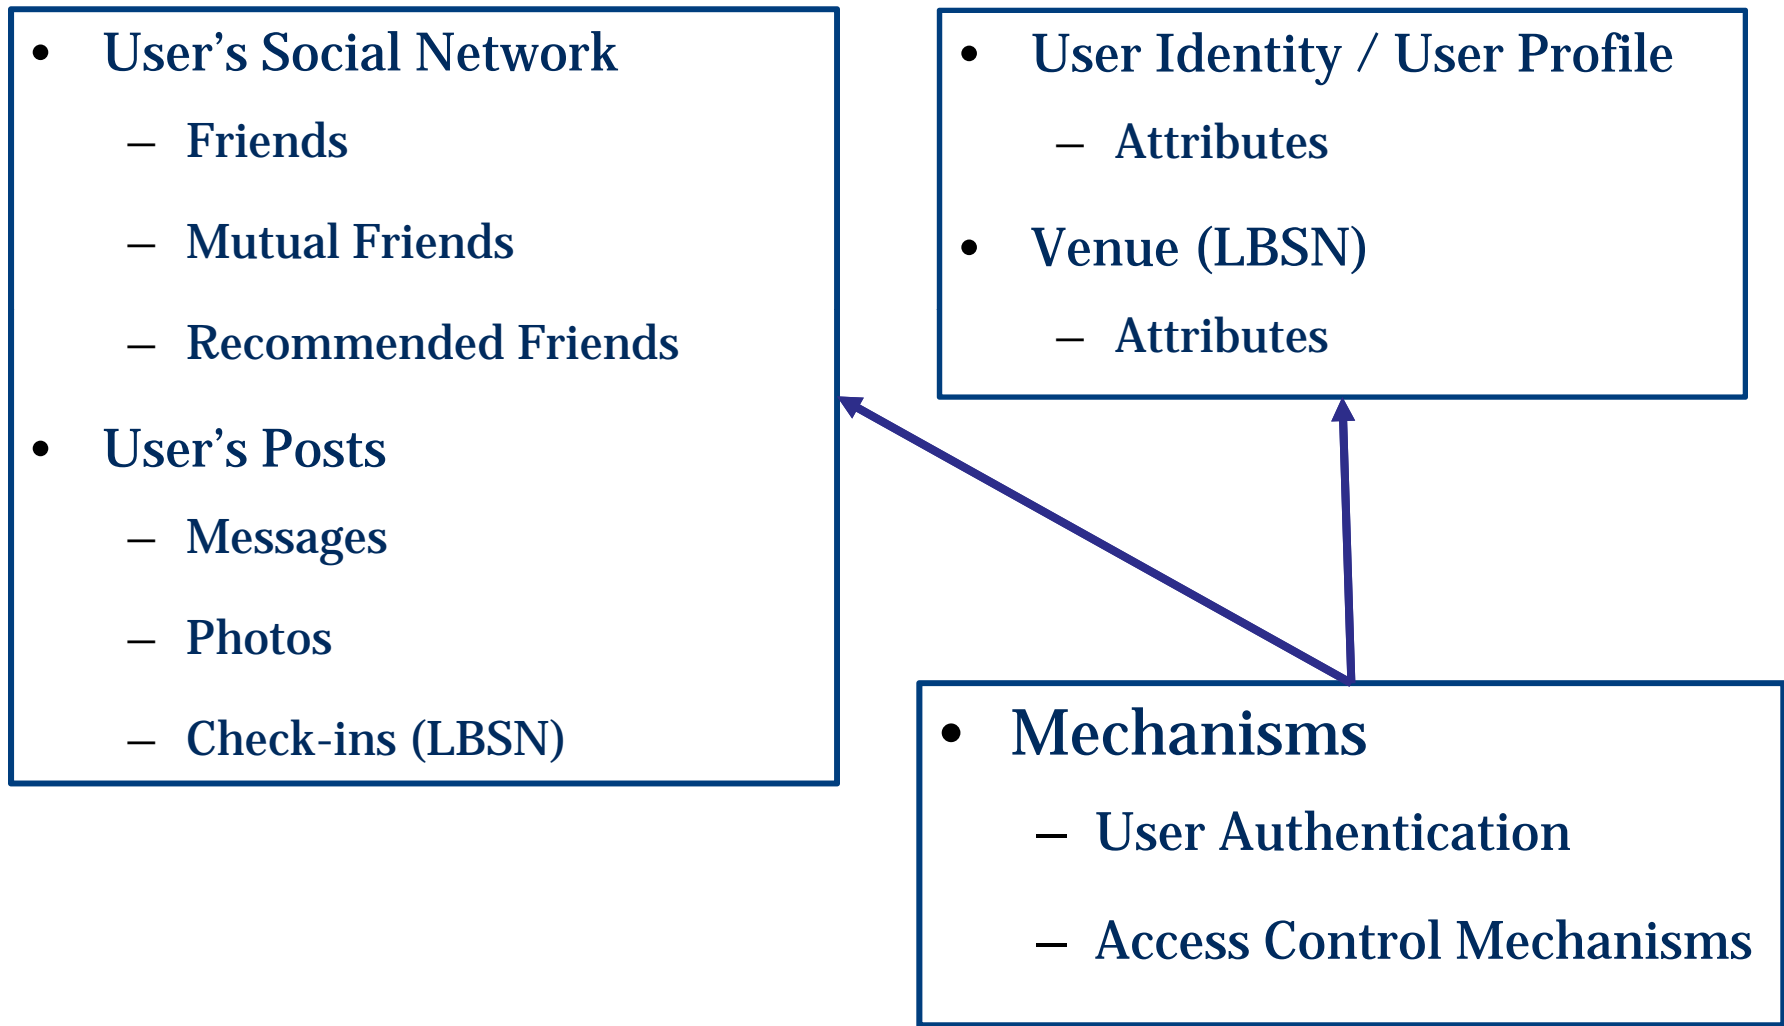 • User’s Social Network
– Friends
– Mutual Friends
– Recommended Friends
• User’s Posts
– Messages
– Photos
– Check-ins (LBSN)
• User Identity / User Profile
– Attributes
• Venue (LBSN)
– Attributes
• Mechanisms
– User Authentication
– Access Control Mechanisms